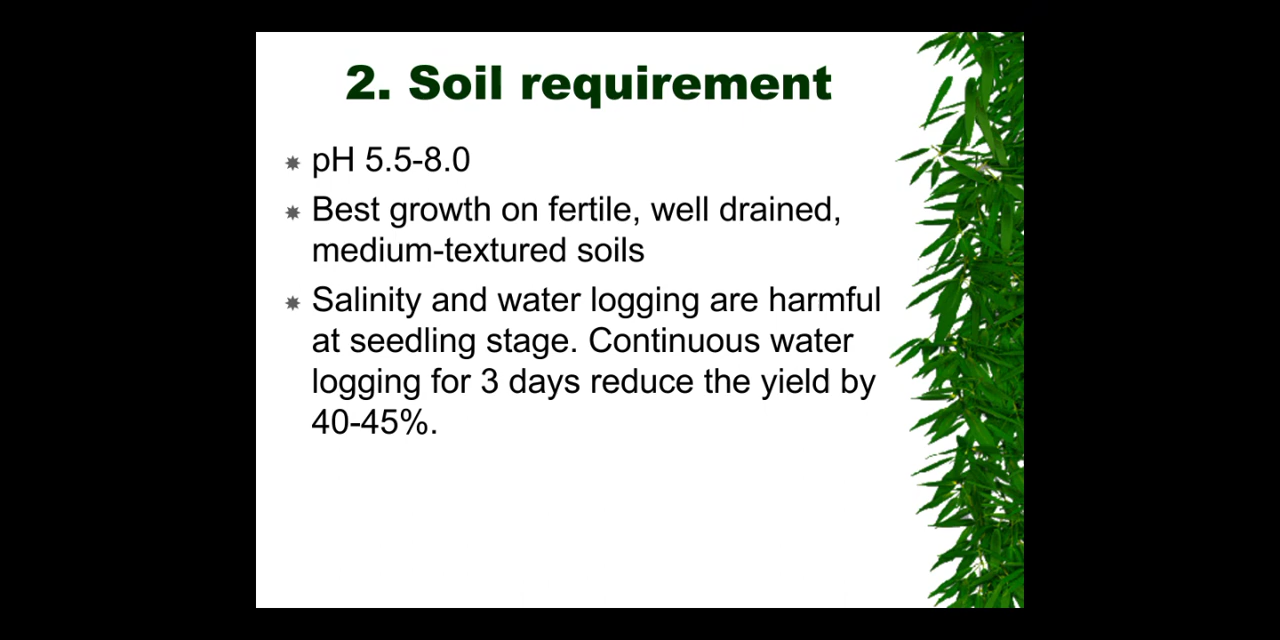 2. Soil requirement
pH 5.5-8.0
Best growth on fertile, well drained,
medium-textured soils
Salinity and water logging are harmful
at seedling stage. Continuous water
logging for 3 days reduce the yield by
40-45%.